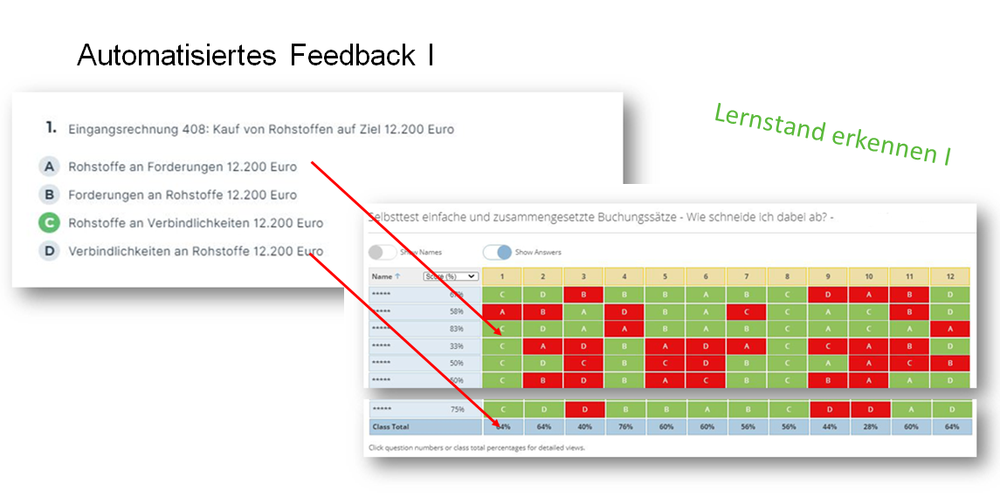 Automatisiertes Feedback I
Lernstand erkennen I
1. Eingangsrechnung 408: Kauf von Rohstoffen auf Ziel 12.200 Euro
A Rohstoffe an Forderungen 12.200 Euro
B Forderungen an Rohstoffe 12.200 Euro
C Rohstoffe an Verbindlichkeiten 12.200 Euro
D Verbindlichkeiten an Rohstoffe 12.200 Euro
Selbsttest einfache und zusammengesetzte Buchungssätze - Wie schneide ich dabei ab? -
Show Names Show Answers
Name ↑ Score (%) 1 2 3 4 5 6 7 8 9 10 11 12
***** C D B B B A B C D A B D
***** 58% A B A D B A C C A C B D
***** 83% C D A A B A B C A C A A
***** 33% C A D B A D A C C A B D
***** 50% C D C B C D B C A A C B
***** C B D B A C B C B A A D
***** 75% C D D B B A B C D D A D
Class Total 64% 64% 40% 76% 60% 60% 56% 56% 44% 28% 60% 64%
Click question numbers or class total percentages for detailed views.